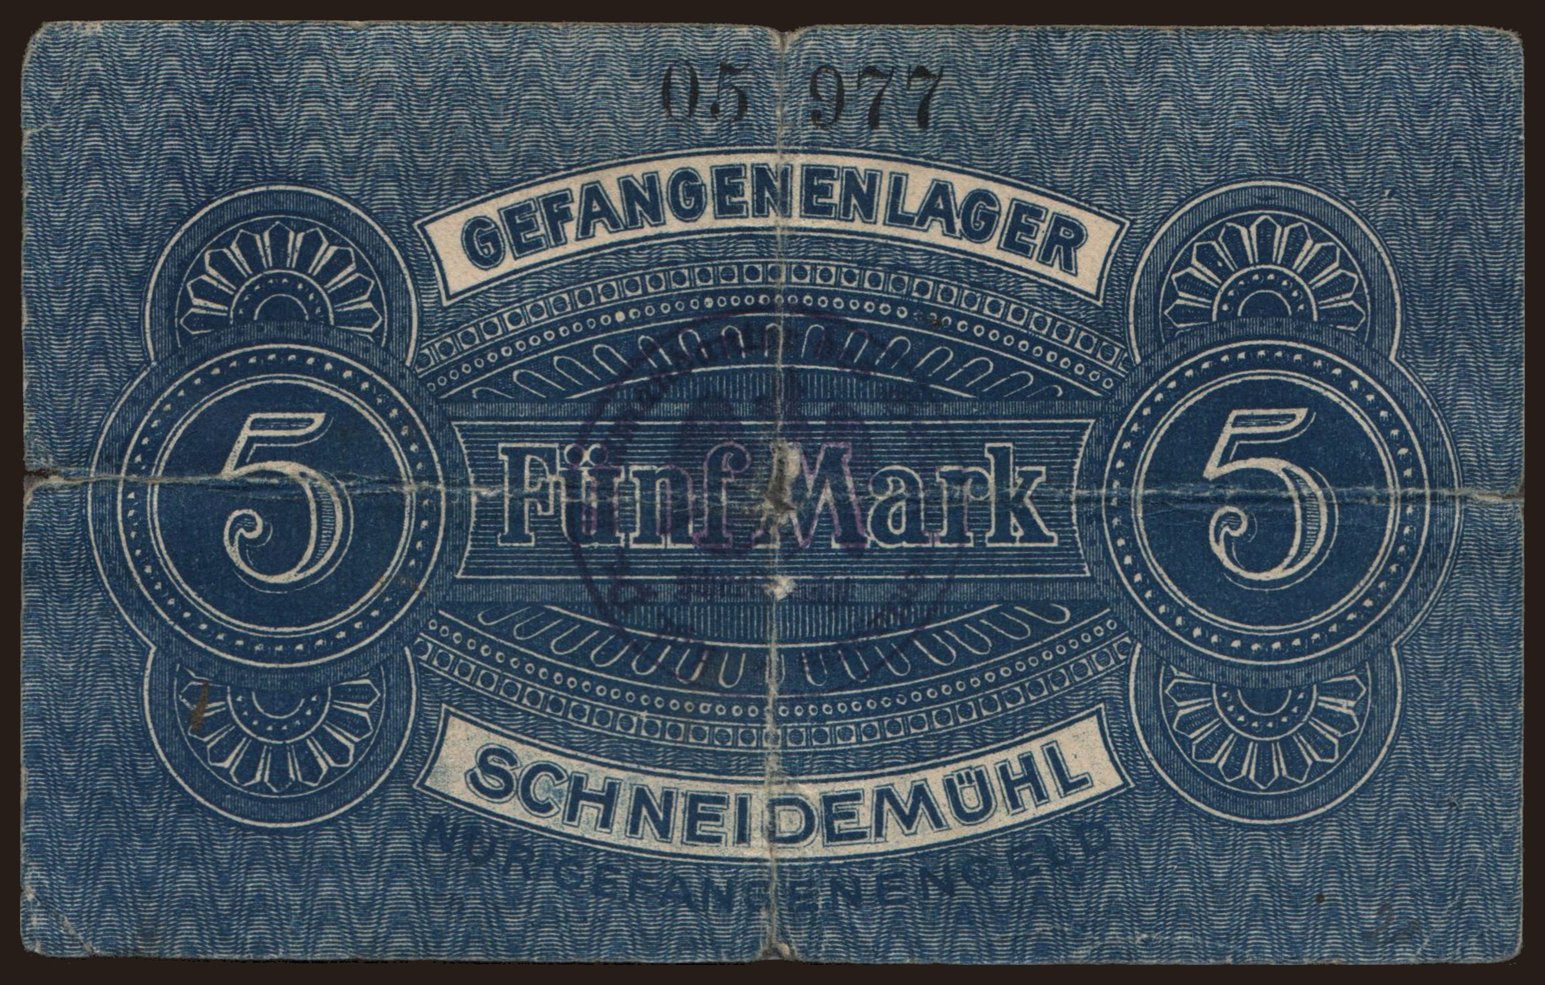 05 977
GEFANGENENLAGER
5 Fünf Mark 5
SCHNEIDEMÜHL
NUR GEFANGENENGELD